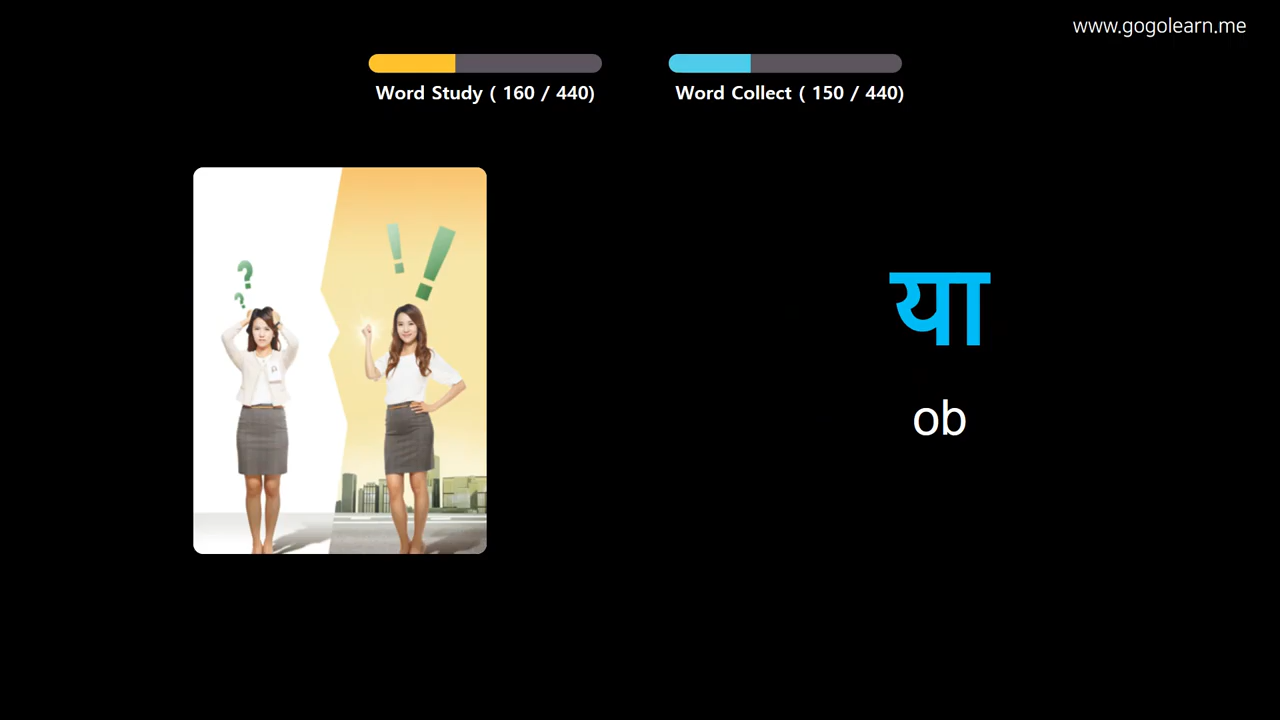 www.gogolearn.me
Word Study ( 160 / 440)
Word Collect ( 150 / 440)
? ?
! !
या
ob